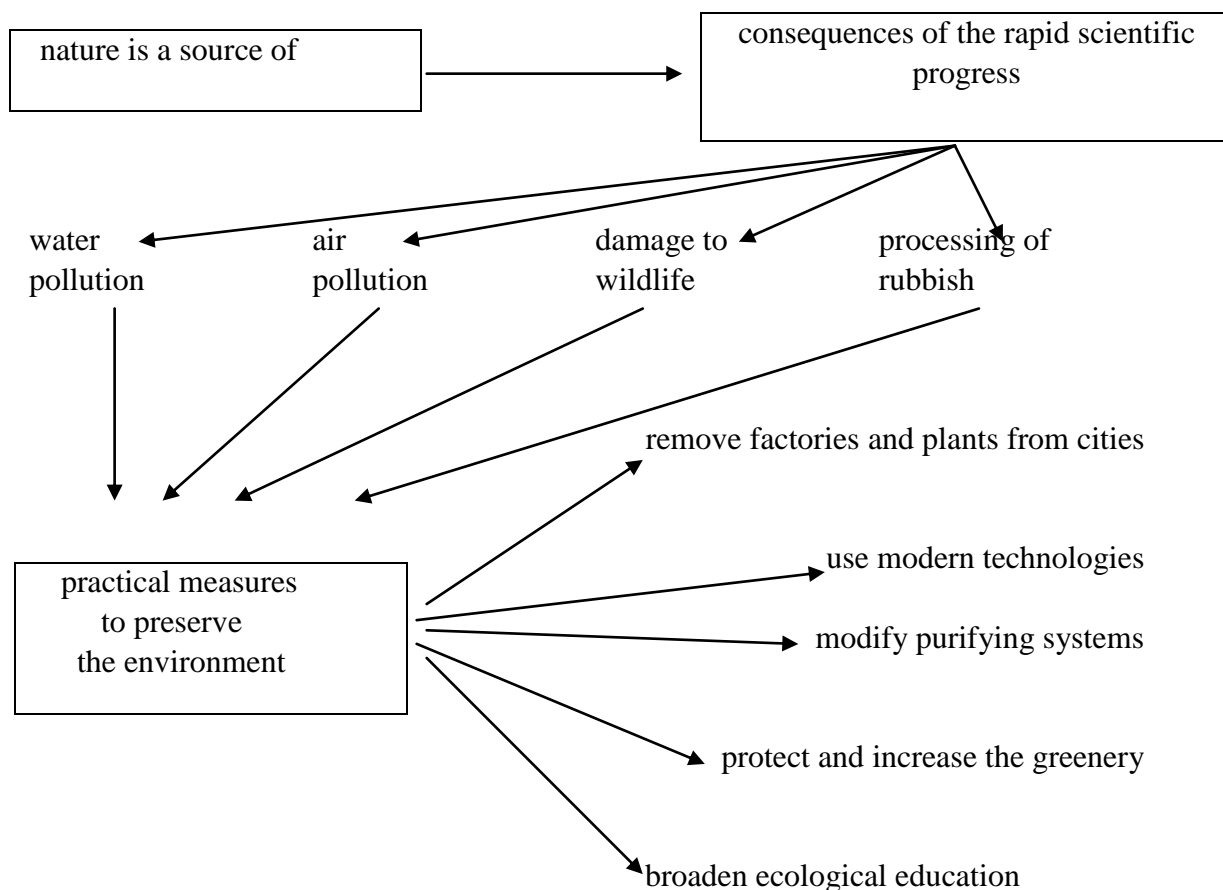 nature is a source of
consequences of the rapid scientific
progress
water
pollution
air
pollution
damage to
wildlife
processing of
rubbish
remove factories and plants from cities
practical measures
to preserve
the environment
use modern technologies
modify purifying systems
protect and increase the greenery
broaden ecological education